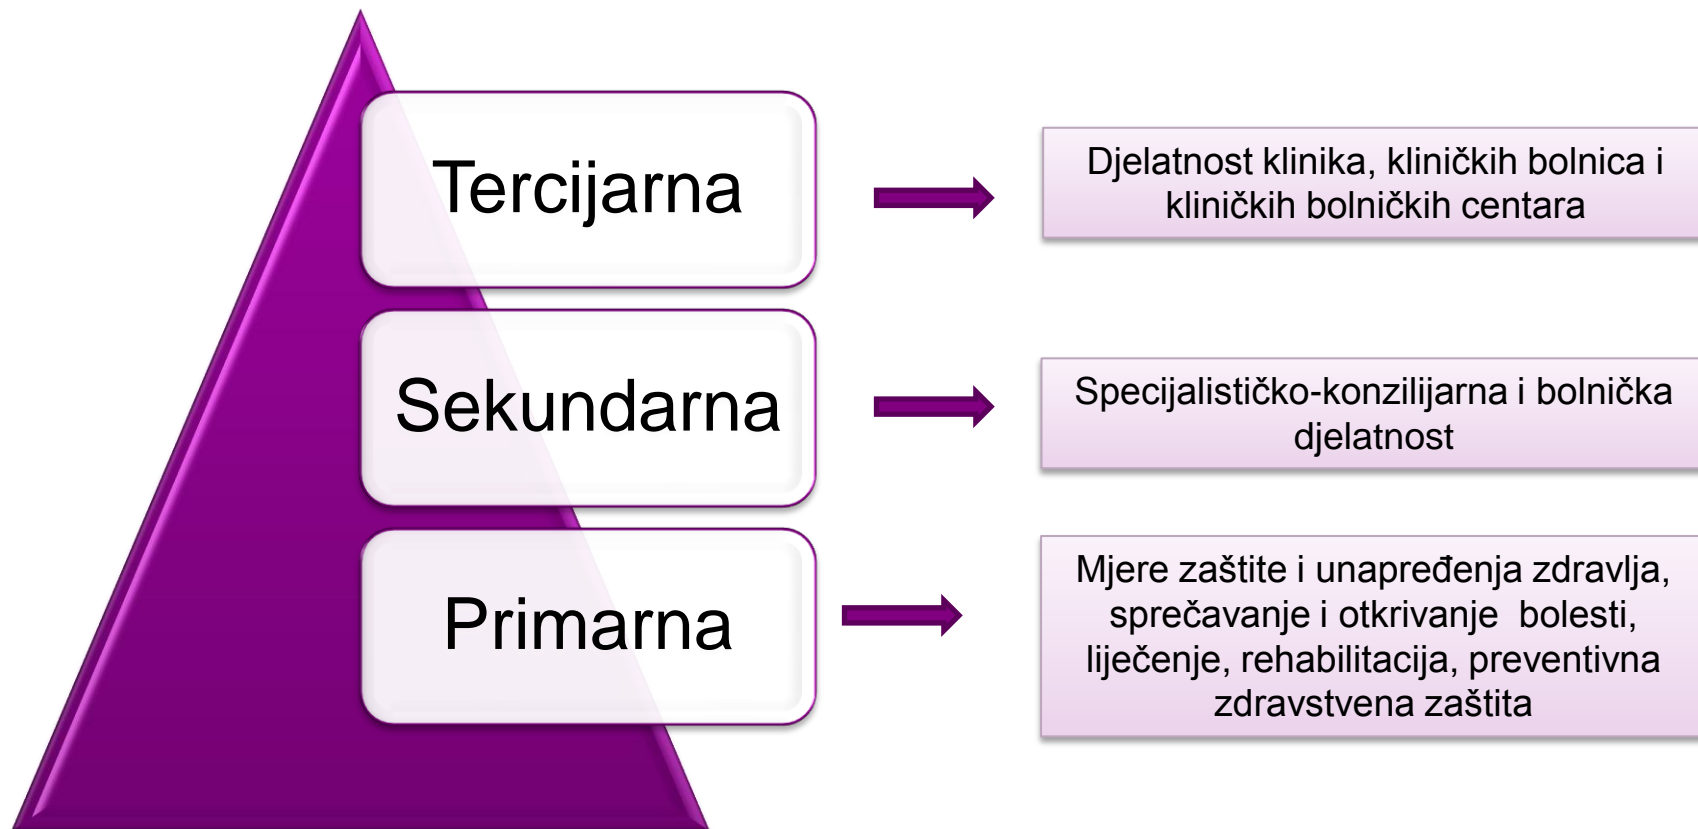 Tercijarna
Djelatnost klinika, kliničkih bolnica i
kliničkih bolničkih centara
Sekundarna
Specijalističko-konzilijarna i bolnička
djelatnost
Primarna
Mjere zaštite i unapređenja zdravlja,
sprečavanje i otkrivanje  bolesti,
liječenje, rehabilitacija, preventivna
zdravstvena zaštita